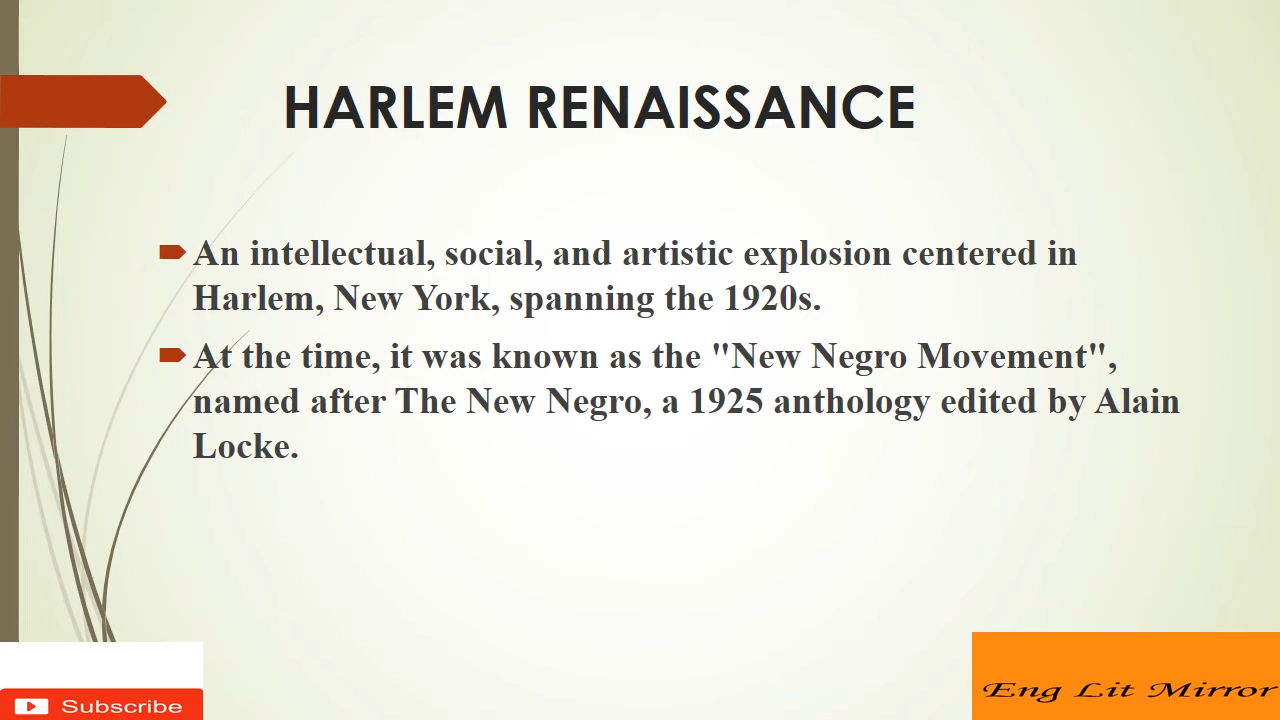 HARLEM RENAISSANCE
An intellectual, social, and artistic explosion centered in
Harlem, New York, spanning the 1920s.
At the time, it was known as the "New Negro Movement",
named after The New Negro, a 1925 anthology edited by Alain
Locke.
Subscribe
Eng Lit Mirror